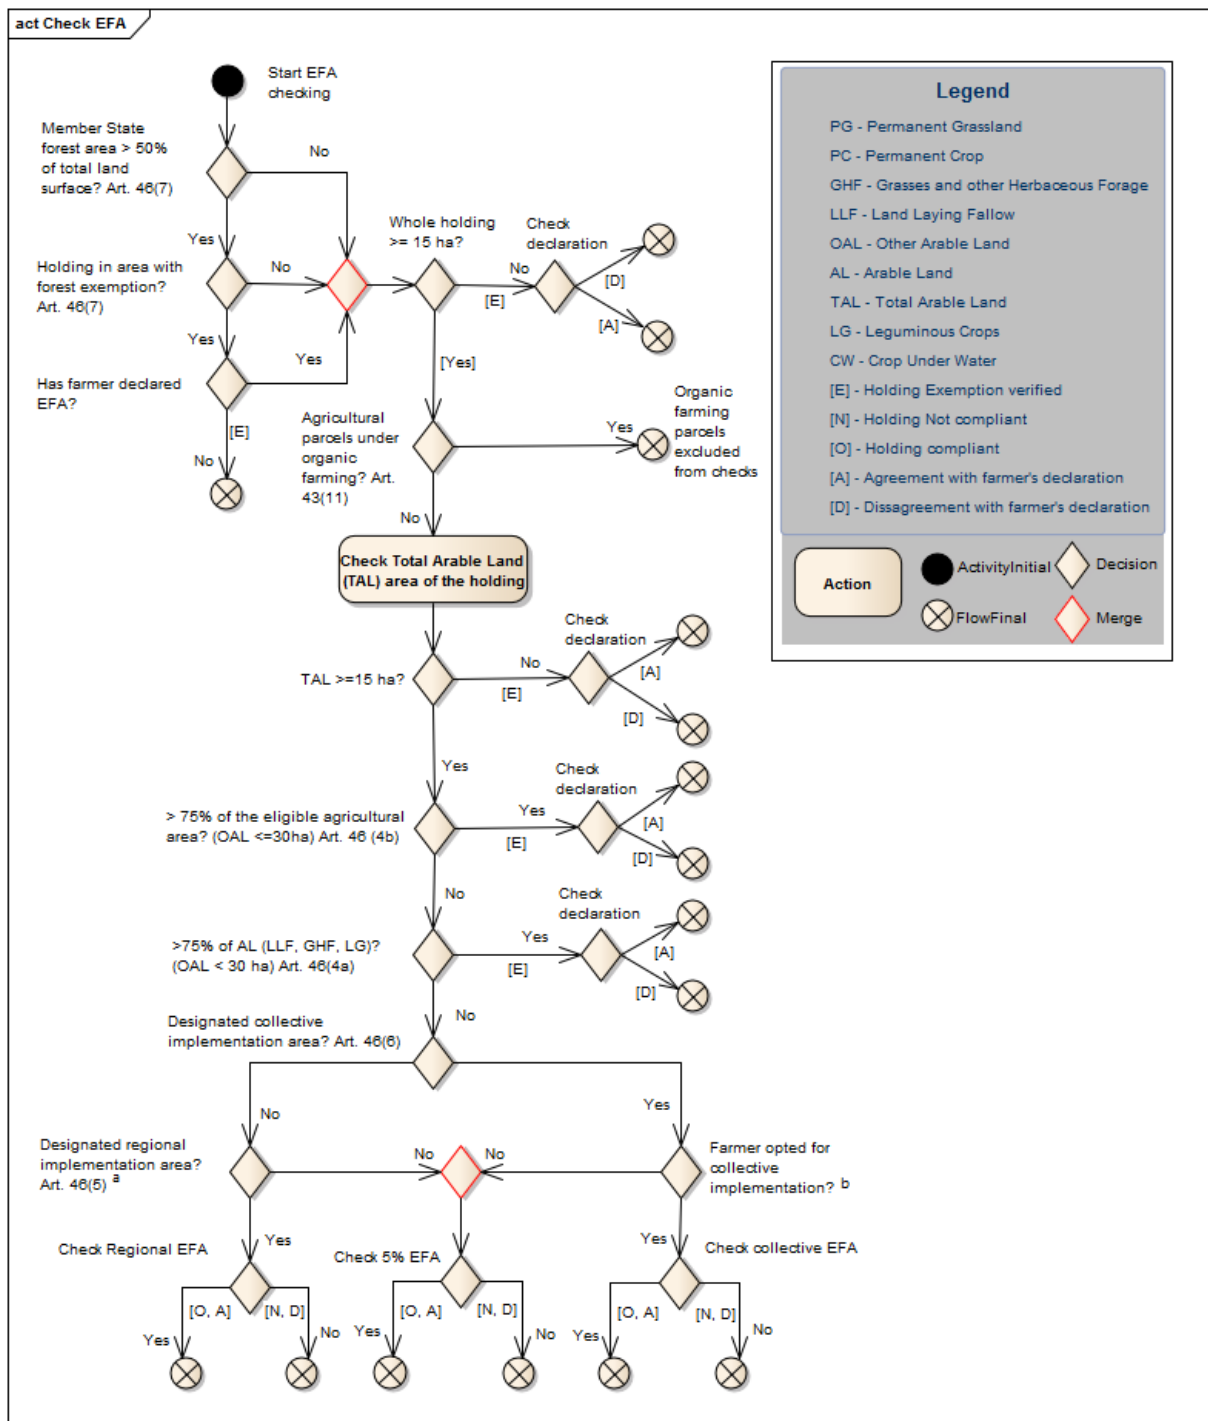 act Check EFA
Start EFA
checking
Member State
forest area > 50%
of total land
surface? Art. 46(7)
No
Yes
Whole holding
>= 15 ha?
Check
declaration
Holding in area with
forest exemption?
Art. 46(7)
No
No
[E]
[D]
[A]
Yes
Yes
[Yes]
Has farmer declared
EFA?
[E]
No
Agricultural
parcels under
organic
farming? Art.
43(11)
Yes
Organic
farming
parcels
excluded
from checks
No
Check Total Arable Land
(TAL) area of the holding
TAL >=15 ha?
No
[E]
Check
declaration
[A]
[D]
Yes
> 75% of the eligible agricultural
area? (OAL <=30ha) Art. 46 (4b)
Yes
[E]
Check
declaration
[A]
[D]
No
>75% of AL (LLF, GHF, LG)?
(OAL < 30 ha) Art. 46(4a)
Yes
[E]
Check
declaration
[A]
[D]
No
Designated collective
implementation area? Art. 46(6)
No
Yes
Designated regional
implementation area?
Art. 46(5) a
No
No
Farmer opted for
collective
implementation? b
Yes
Yes
Check Regional EFA
Check 5% EFA
Check collective EFA
[O, A]
[N, D]
Yes
No
[O, A]
[N, D]
Yes
No
[O, A]
[N, D]
Yes
No
Legend
PG - Permanent Grassland
PC - Permanent Crop
GHF - Grasses and other Herbaceous Forage
LLF - Land Laying Fallow
OAL - Other Arable Land
AL - Arable Land
TAL - Total Arable Land
LG - Leguminous Crops
CW - Crop Under Water
[E] - Holding Exemption verified
[N] - Holding Not compliant
[O] - Holding compliant
[A] - Agreement with farmer's declaration
[D] - Dissagreement with farmer's declaration
Action
ActivityInitial
Decision
FlowFinal
Merge